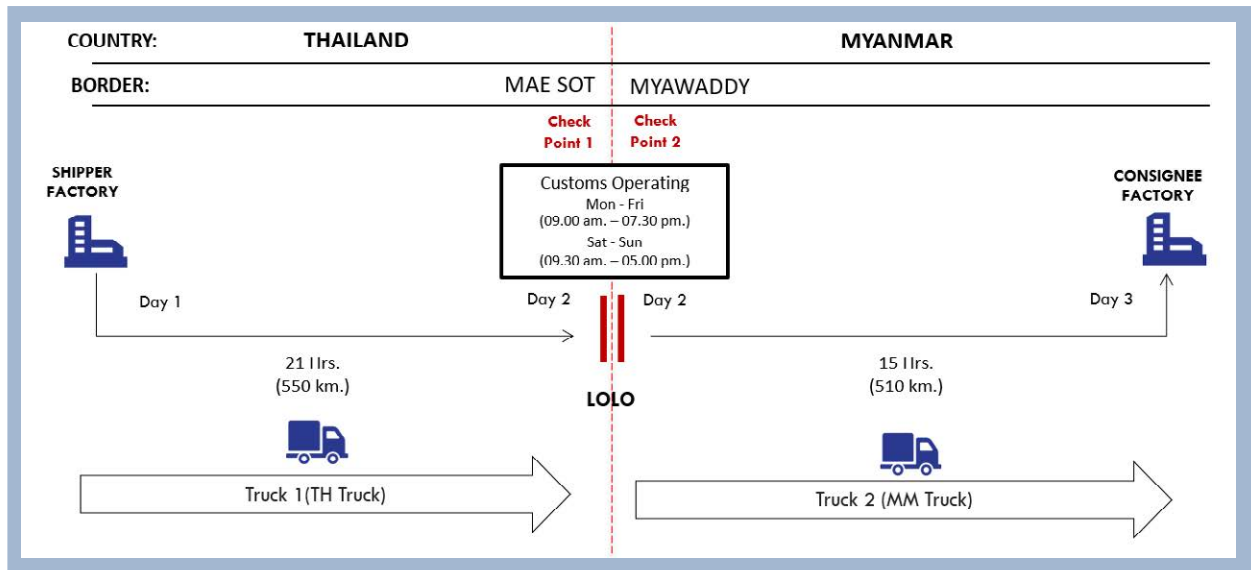 COUNTRY: THAILAND MYANMAR
BORDER: MAE SOT MYAWADDY
Check
Point 1
Check
Point 2
SHIPPER
FACTORY
Customs Operating
Mon - Fri
(09.00 am. – 07.30 pm.)
Sat - Sun
(09.30 am. – 05.00 pm.)
CONSIGNEE
FACTORY
Day 1
Day 2
Day 2
Day 3
21 Hrs.
(550 km.)
15 Hrs.
(510 km.)
LOLO
Truck 1(TH Truck)
Truck 2 (MM Truck)